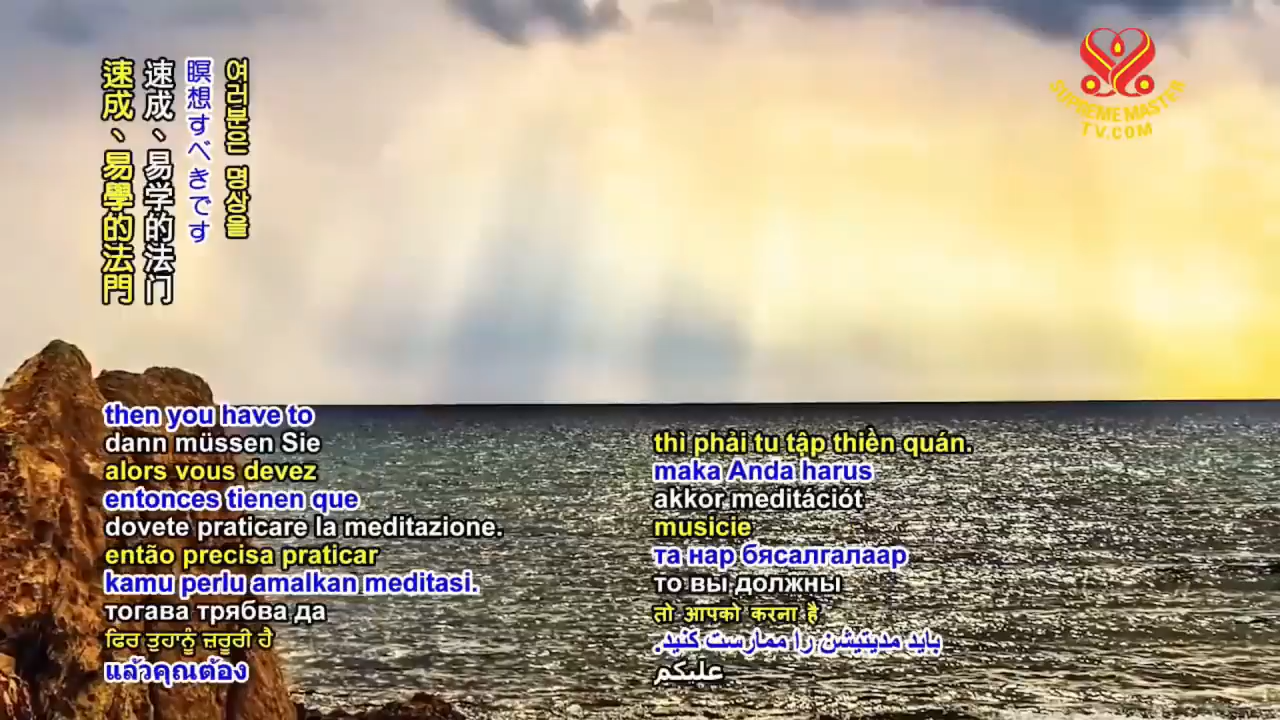 速成、易學的法門
速成、易学的法门
瞑想すべきです
여러분은 명상을
SUPREME MASTER
TV.COM
then you have to
dann müssen Sie
alors vous devez
entonces tienen que
dovete praticare la meditazione.
então precisa praticar
kamu perlu amalkan meditasi.
тогава трябва да
ਫਿਰ ਤੁਹਾਨੂੰ ਜ਼ਰੂਰੀ ਹੈ
แล้วคุณต้อง
thì phải tu tập thiền quán.
maka Anda harus
akkor meditációt
musicie
та нар бясалгалаар
то вы должны
तो आपको करना है
باید مدیتیشن را ممارست کنید.
عليكم